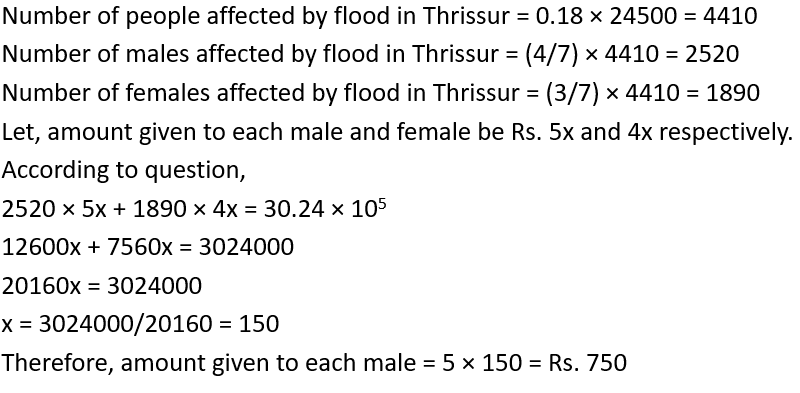 Number of people affected by flood in Thrissur = 0.18 × 24500 = 4410
Number of males affected by flood in Thrissur = (4/7) × 4410 = 2520
Number of females affected by flood in Thrissur = (3/7) × 4410 = 1890
Let, amount given to each male and female be Rs. 5x and 4x respectively.
According to question,
2520 × 5x + 1890 × 4x = 30.24 × 10⁵
12600x + 7560x = 3024000
20160x = 3024000
x = 3024000/20160 = 150
Therefore, amount given to each male = 5 × 150 = Rs. 750